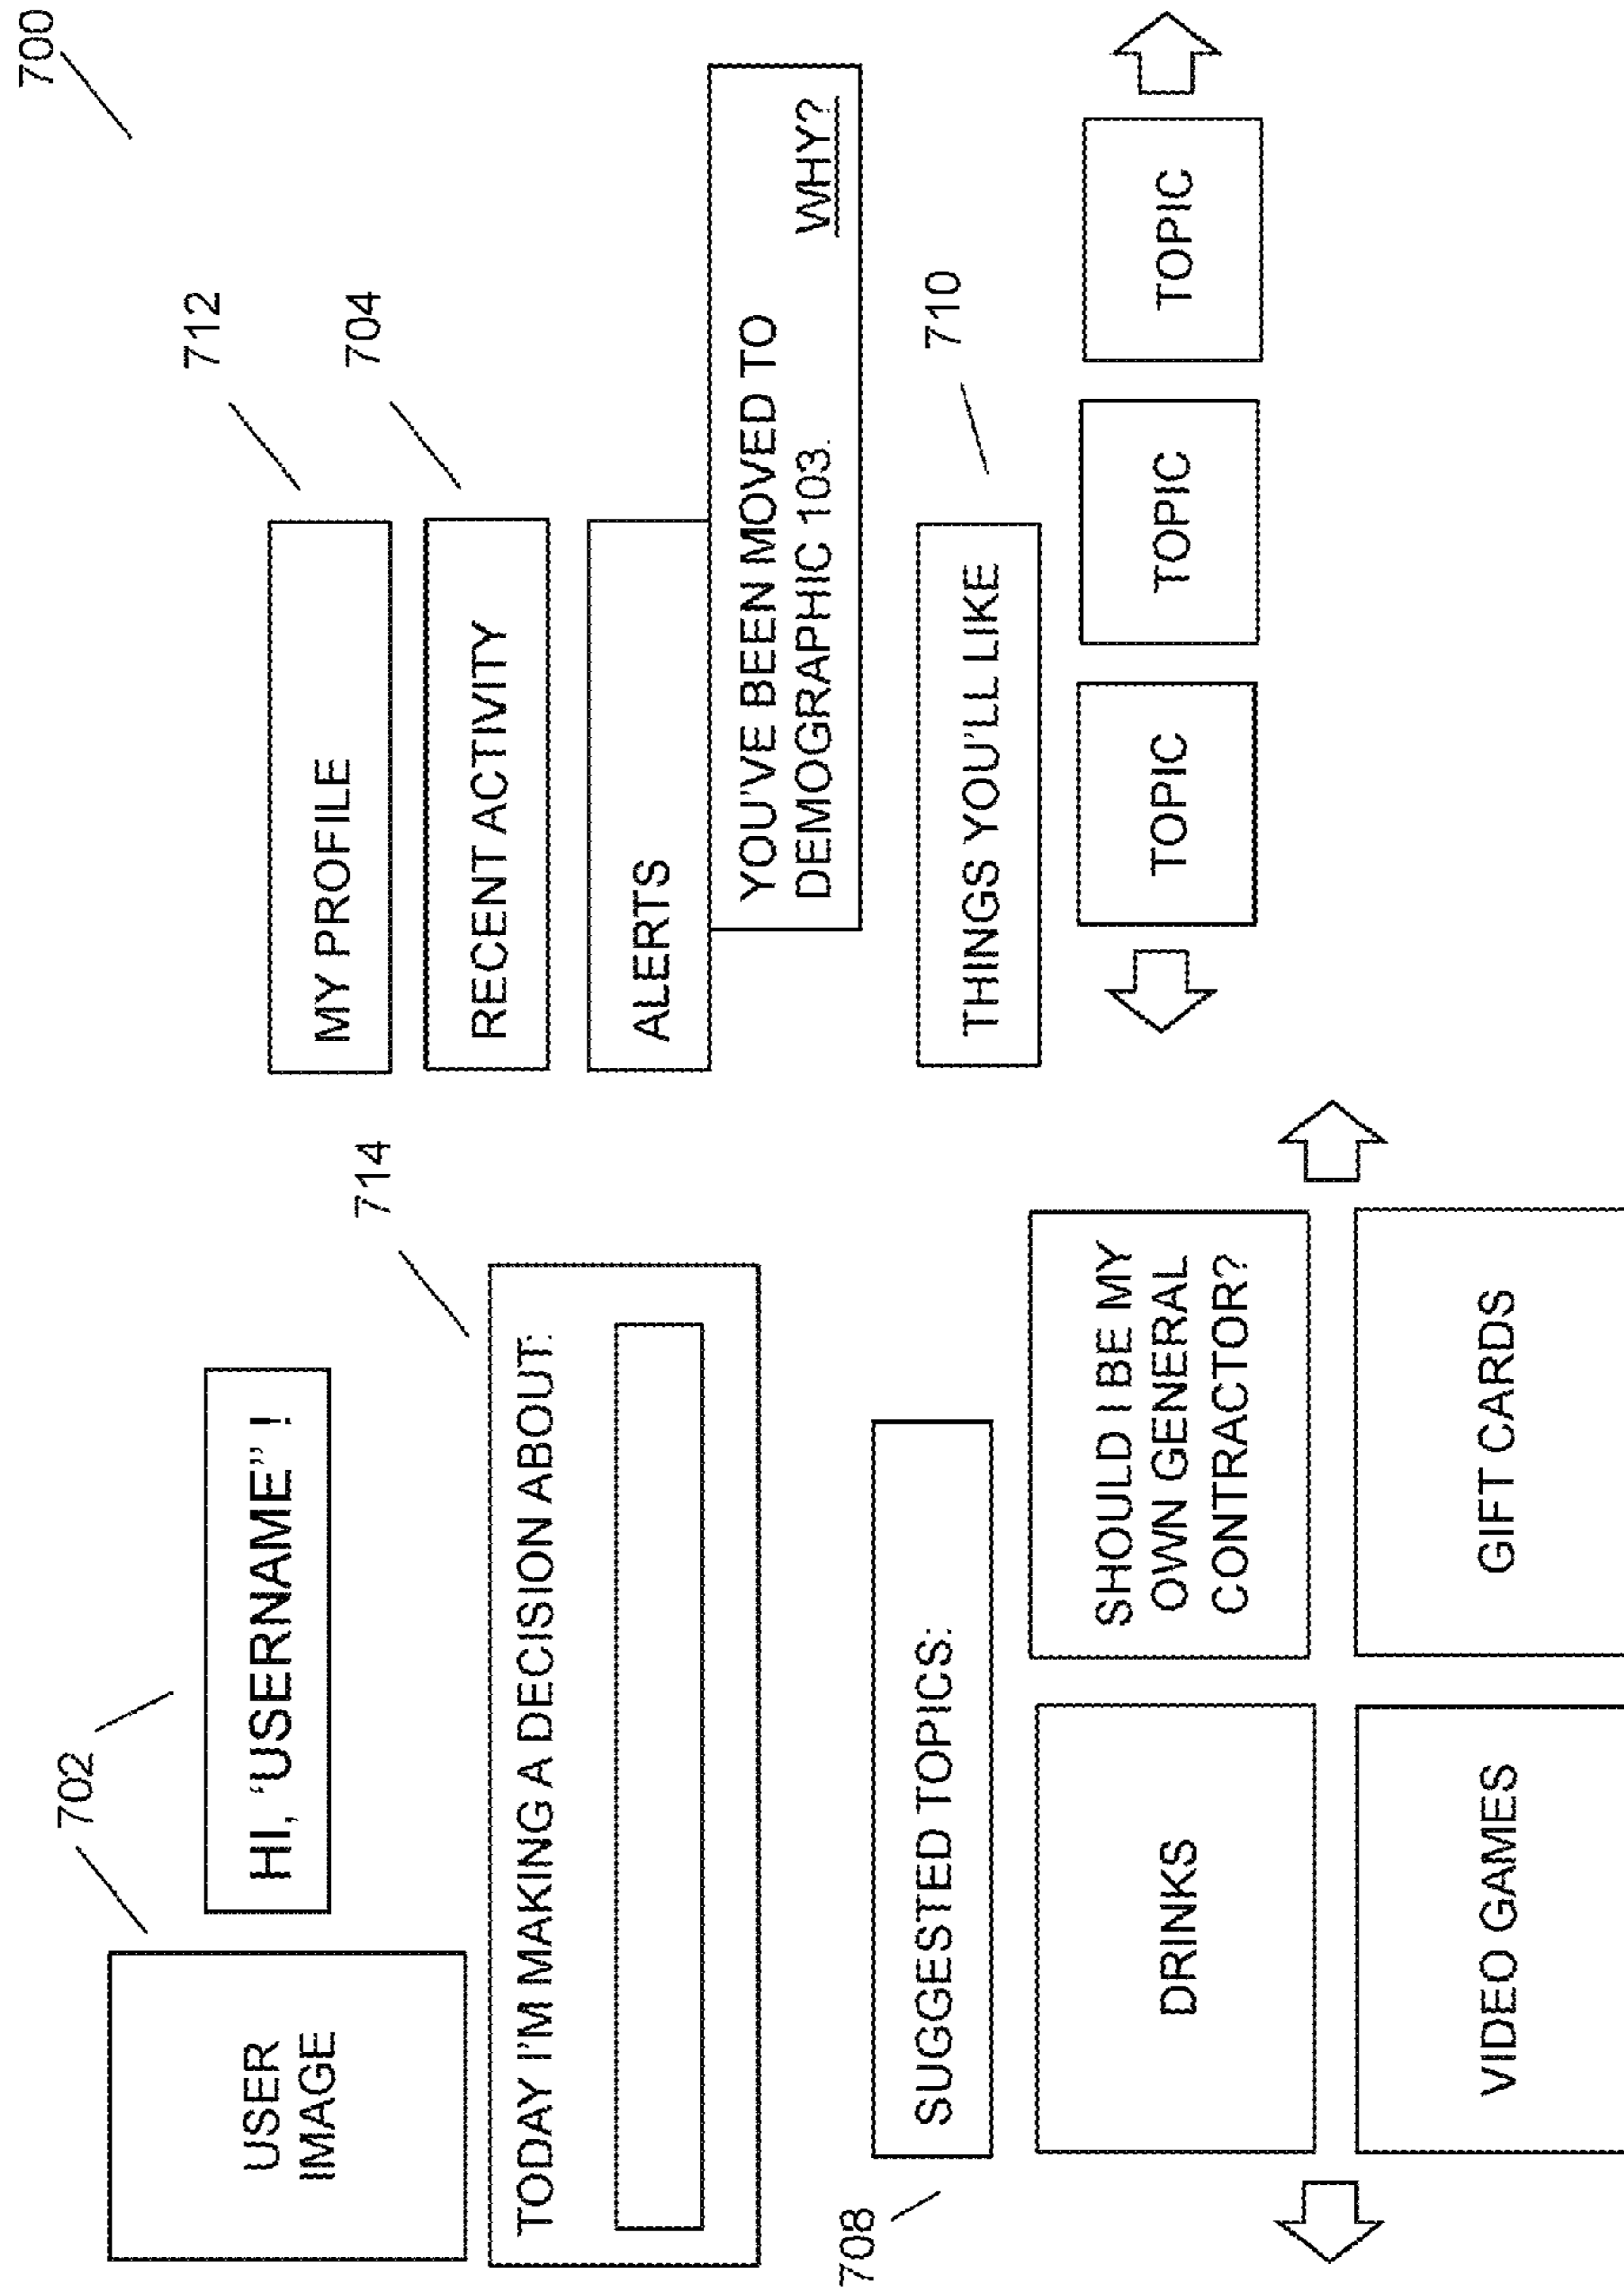 700
702
USER
IMAGE
HI, ‘USERNAME” !
712
MY PROFILE
714
TODAY I'M MAKING A DECISION ABOUT:
704
RECENT ACTIVITY
ALERTS
YOU'VE BEEN MOVED TO
DEMOGRAPHIC 103.
WHY?
708
SUGGESTED TOPICS:
DRINKS
SHOULD I BE MY
OWN GENERAL
CONTRACTOR?
VIDEO GAMES
GIFT CARDS
710
THINGS YOU'LL LIKE
TOPIC
TOPIC
TOPIC